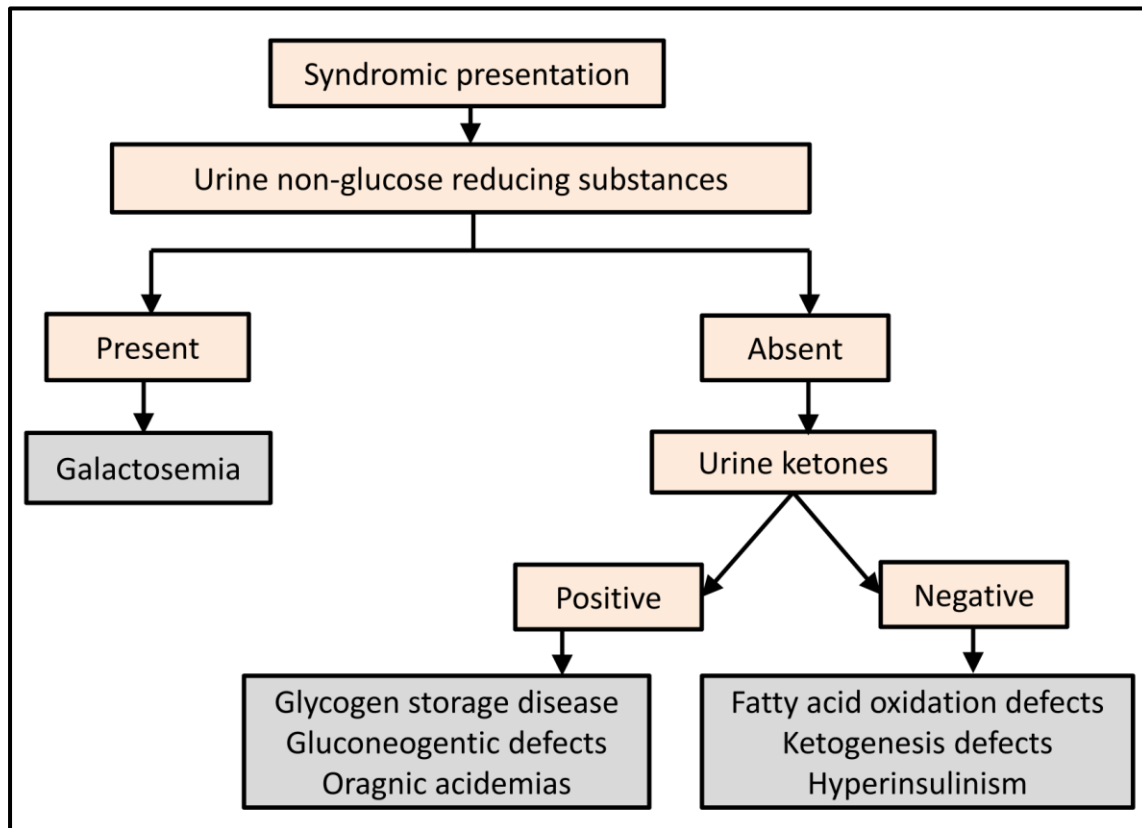 Syndromic presentation
Urine non-glucose reducing substances
Present
Absent
Galactosemia
Urine ketones
Positive
Negative
Glycogen storage disease
Gluconeogentic defects
Oragnic acidemias
Fatty acid oxidation defects
Ketogenesis defects
Hyperinsulinism